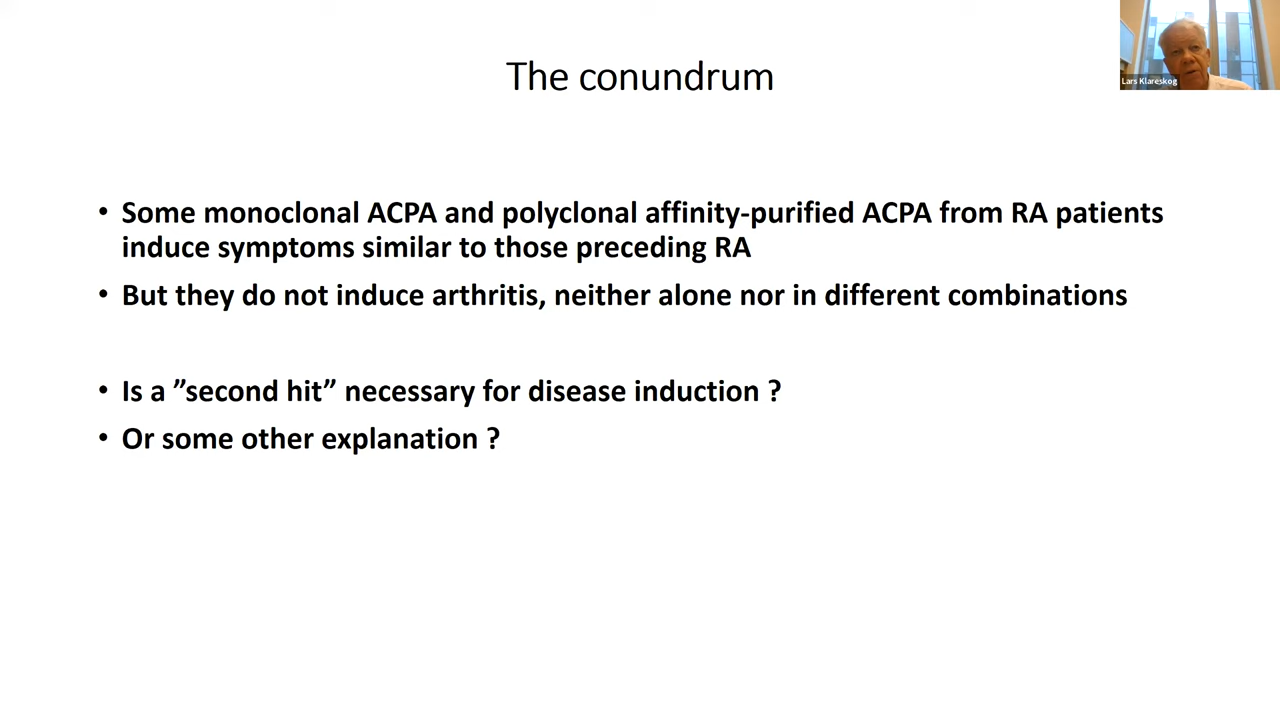 The conundrum
Lars Klareskog
• Some monoclonal ACPA and polyclonal affinity-purified ACPA from RA patients
induce symptoms similar to those preceding RA
• But they do not induce arthritis, neither alone nor in different combinations
• Is a ”second hit” necessary for disease induction ?
• Or some other explanation ?